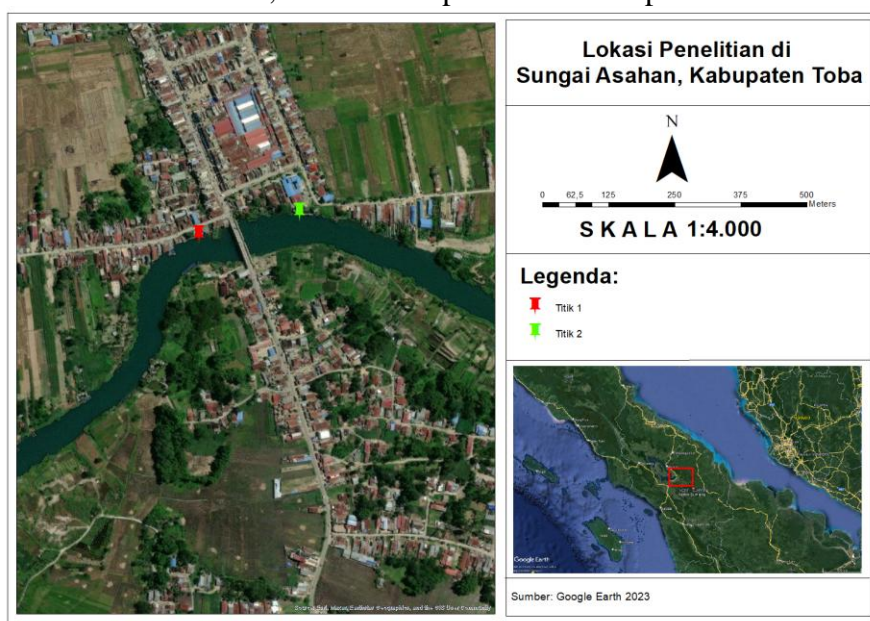 Lokasi Penelitian di
Sungai Asahan, Kabupaten Toba
N
0 62,5 125 250 375 500
Meters
S K A L A 1:4.000
Legenda:
Titik 1
Titik 2
Google Earth
Sumber: Google Earth 2023